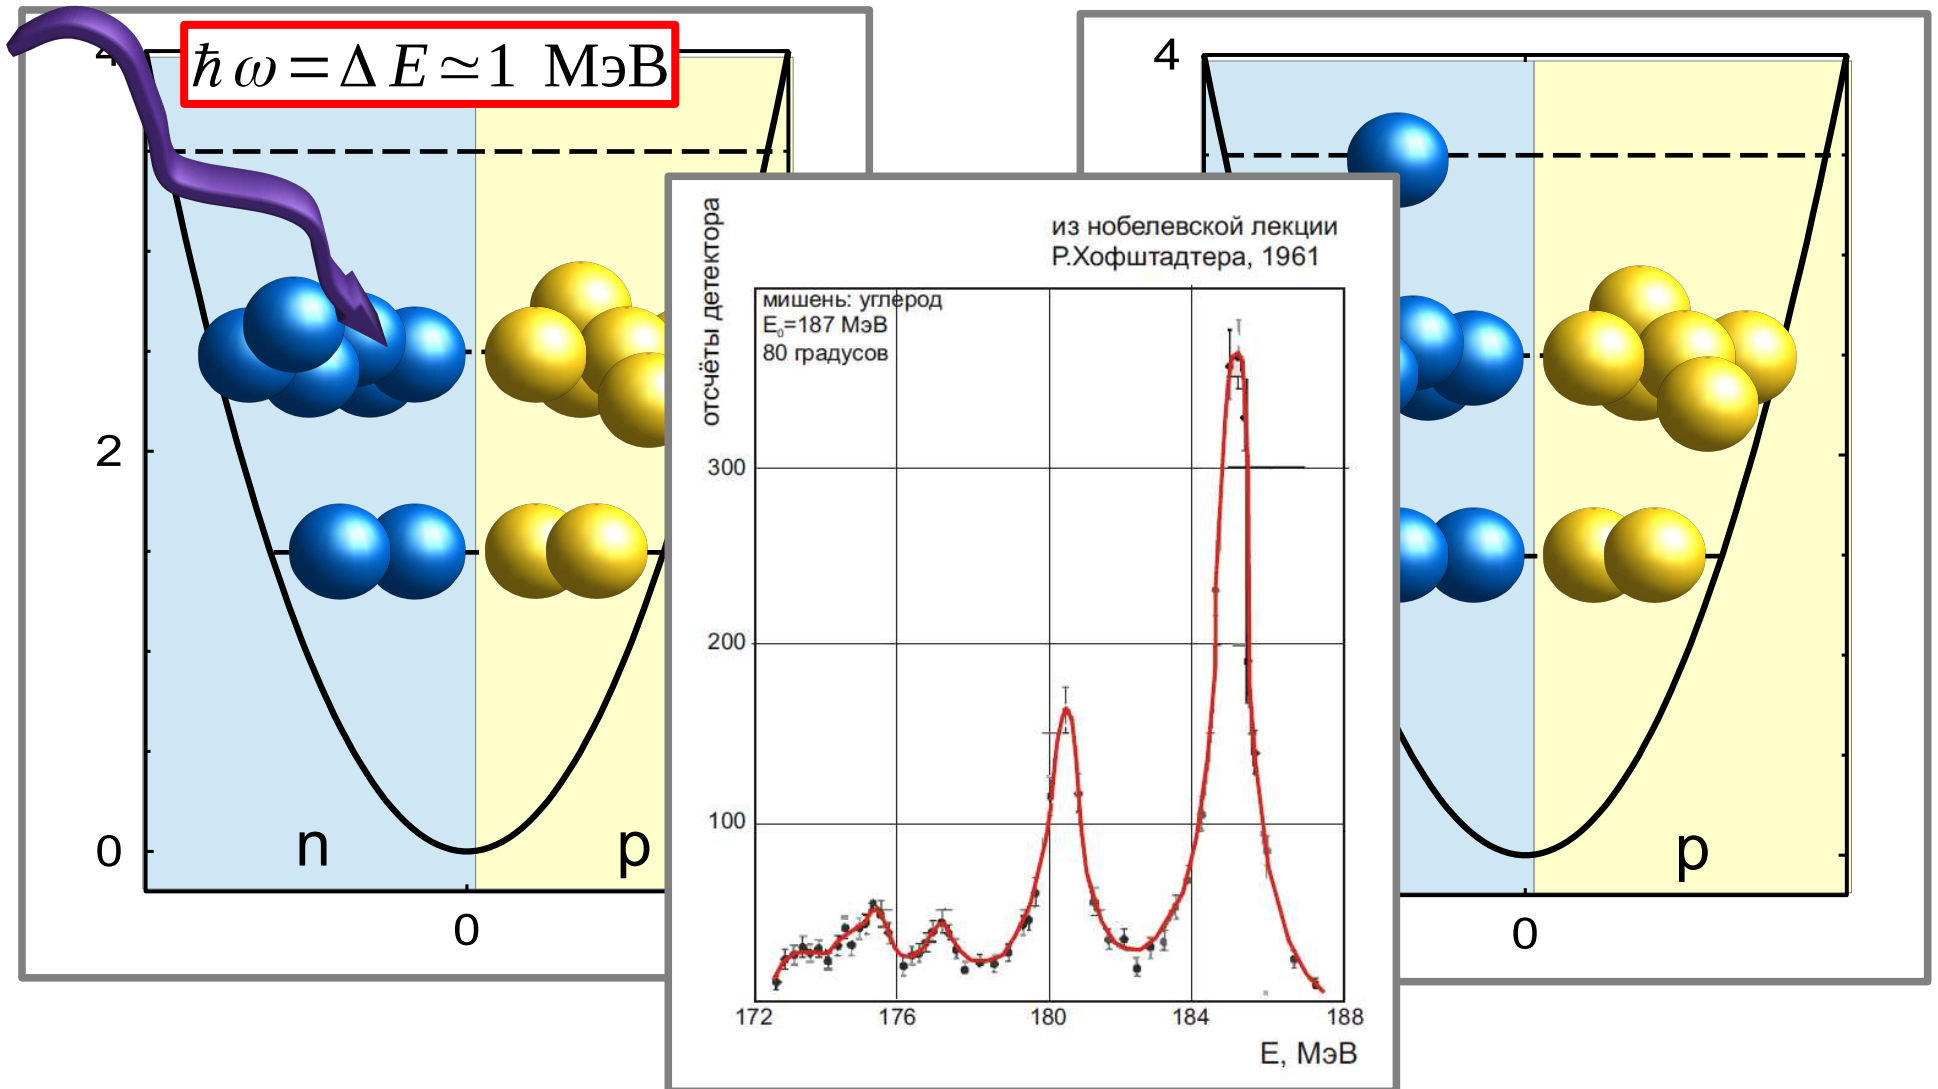 ħω=ΔE≃1 МэВ
4
2
0
n
p
0
4
p
0
из нобелевской лекции
Р.Хофштадтера, 1961
отсчёты детектора
мишень: углерод
E₀=187 МэВ
80 градусов
300
200
100
172 176 180 184 188
E, МэВ